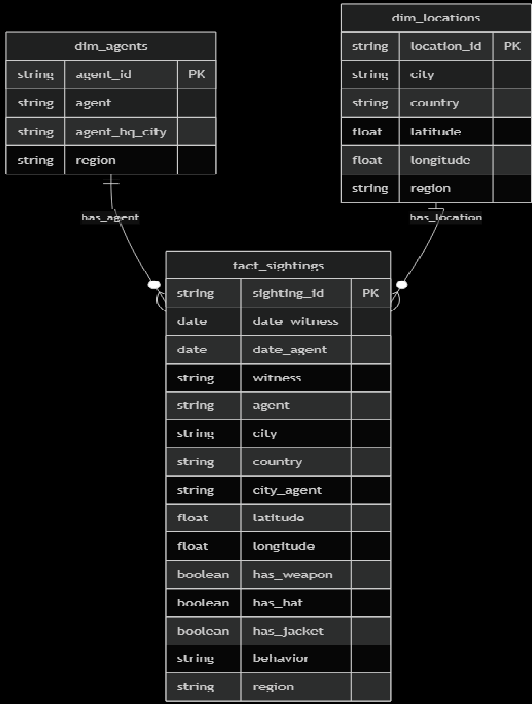 dim_locations
string location_id PK
string city
string country
float latitude
float longitude
string region
dim_agents
string agent_id PK
string agent
string agent_hq_city
string region
has_agent
has_location
fact_sightings
string sighting_id PK
date date_witness
date date_agent
string witness
string agent
string city
string country
string city_agent
float latitude
float longitude
boolean has_weapon
boolean has_hat
boolean has_jacket
string behavior
string region